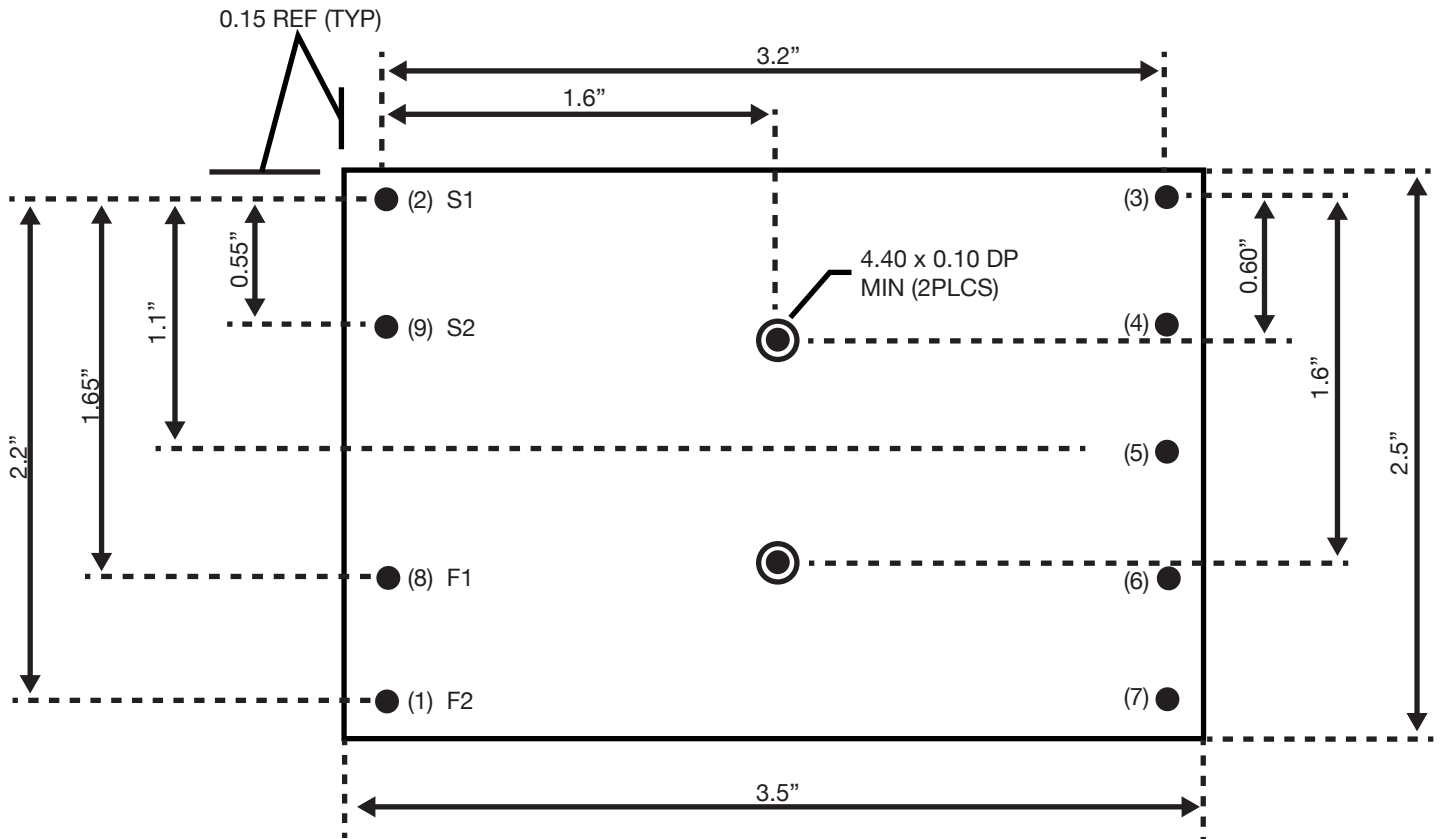 0.15 REF (TYP)
3.2”
1.6”
(2) S1
(3)
0.55”
4.40 x 0.10 DP
MIN (2PLCS)
0.60”
1.1”
(9) S2
(4)
1.65”
1.6”
2.2”
(5)
2.5”
(8) F1
(6)
(1) F2
(7)
3.5”